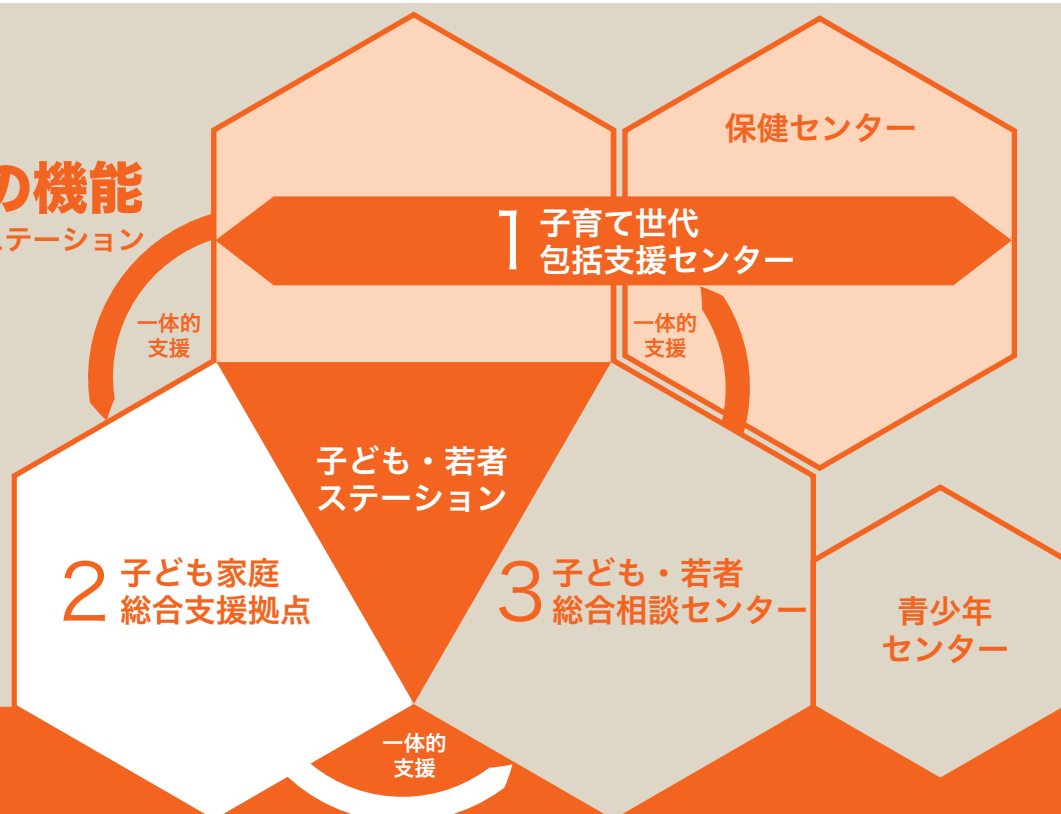 の機能
ステーション
保健センター
1 子育て世代
包括支援センター
一体的
支援
一体的
支援
子ども・若者
ステーション
2 子ども家庭
総合支援拠点
3 子ども・若者
総合相談センター
青少年
センター
一体的
支援